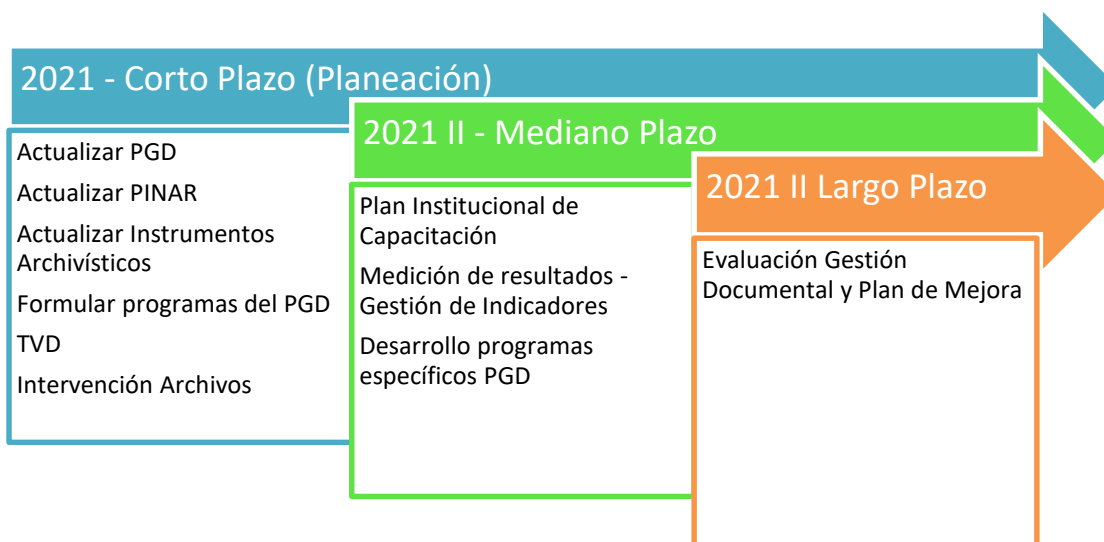 2021 - Corto Plazo (Planeación)
Actualizar PGD
Actualizar PINAR
Actualizar Instrumentos
Archivísticos
Formular programas del PGD
TVD
Intervención Archivos
2021 II - Mediano Plazo
Plan Institucional de
Capacitación
Medición de resultados -
Gestión de Indicadores
Desarrollo programas
específicos PGD
2021 II Largo Plazo
Evaluación Gestión
Documental y Plan de Mejora